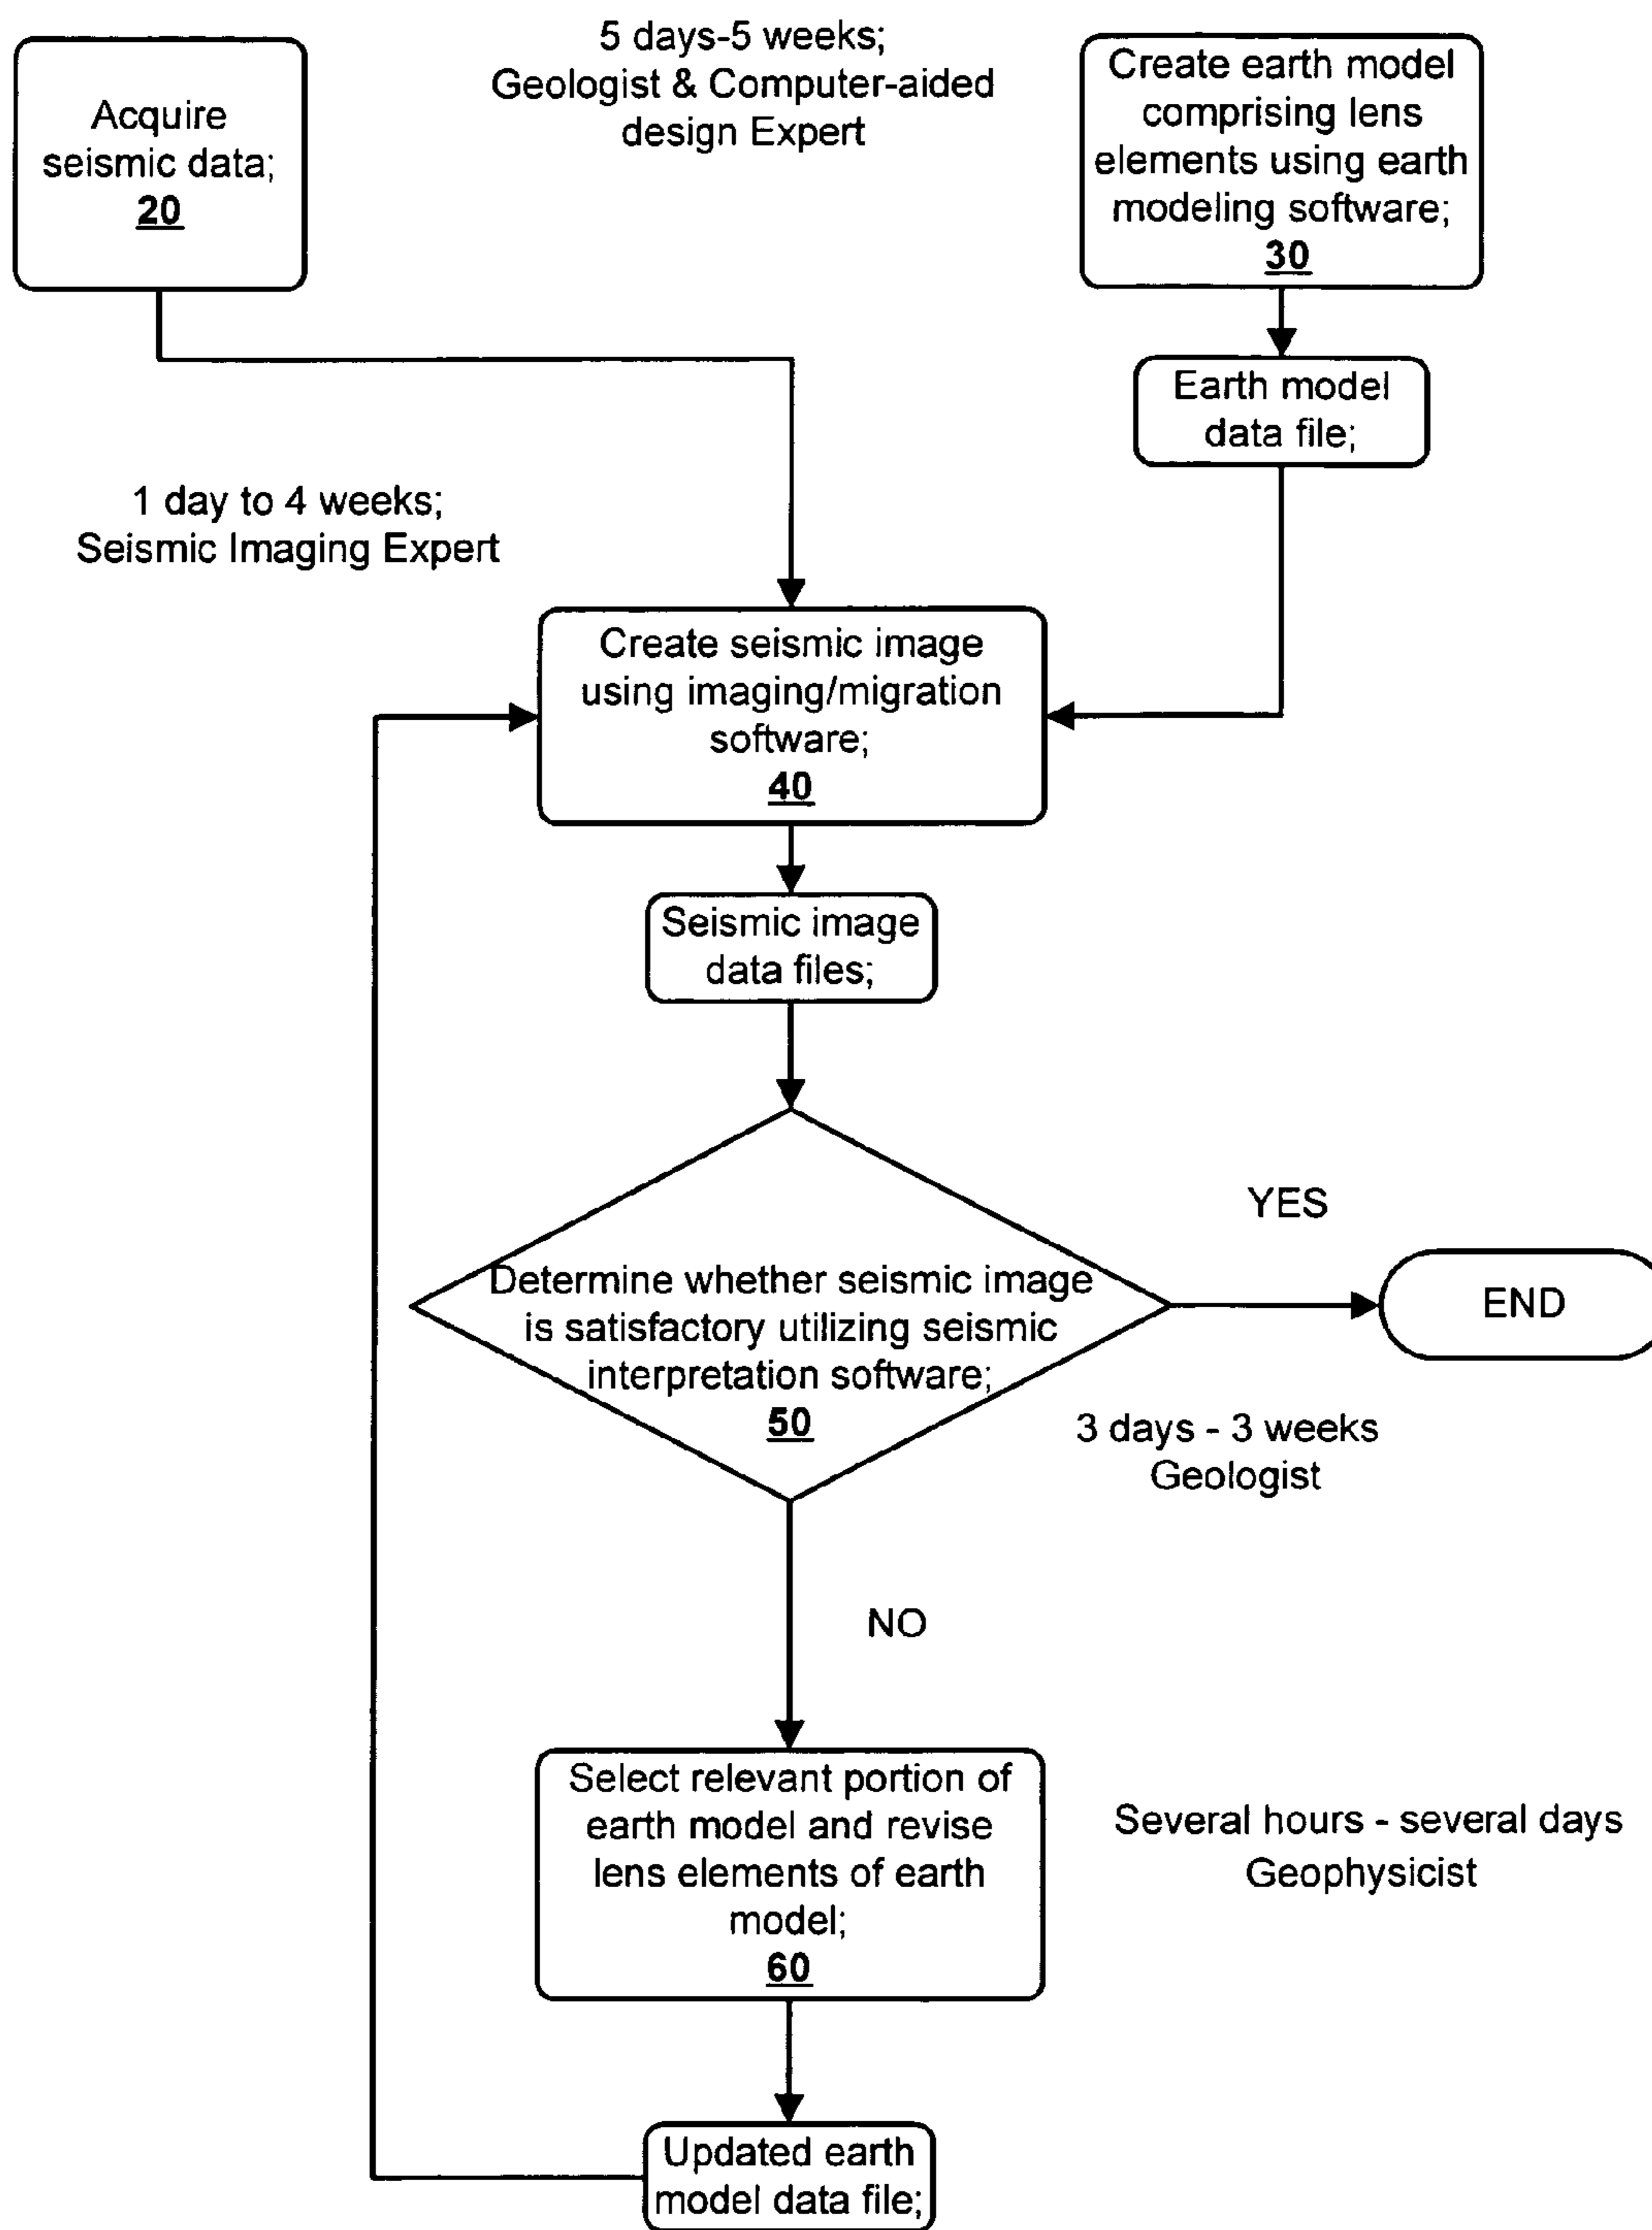 Acquire
seismic data;
20
5 days-5 weeks;
Geologist & Computer-aided
design Expert
Create earth model
comprising lens
elements using earth
modeling software;
30
Earth model
data file;
1 day to 4 weeks;
Seismic Imaging Expert
Create seismic image
using imaging/migration
software;
40
Seismic image
data files;
Determine whether seismic image
is satisfactory utilizing seismic
interpretation software;
50
YES
END
3 days - 3 weeks
Geologist
NO
Select relevant portion of
earth model and revise
lens elements of earth
model;
60
Several hours - several days
Geophysicist
Updated earth
model data file;